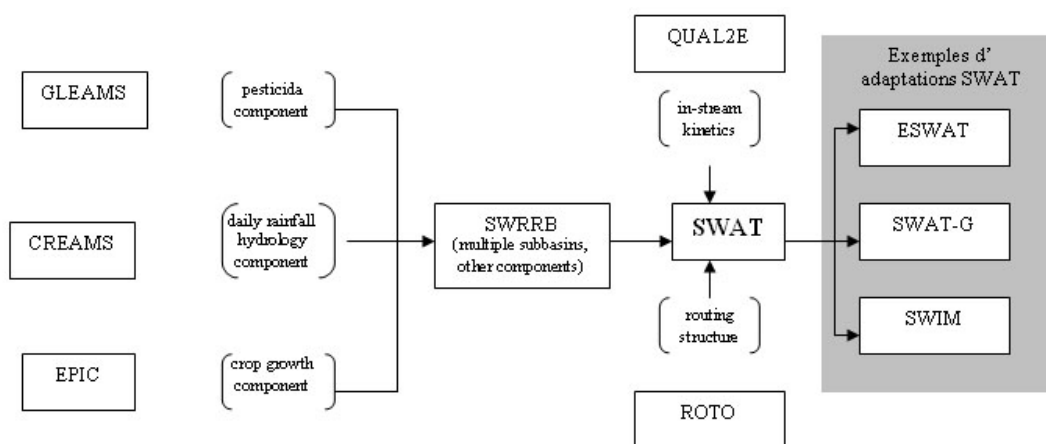 GLEAMS
pesticida
component
CREAMS
daily rainfall
hydrology
component
EPIC
crop growth
component
SWRRB
(multiple subbasins,
other components)
QUAL2E
in-stream
kinetics
SWAT
routing
structure
ROTO
Exemples d'
adaptations SWAT
ESWAT
SWAT-G
SWIM